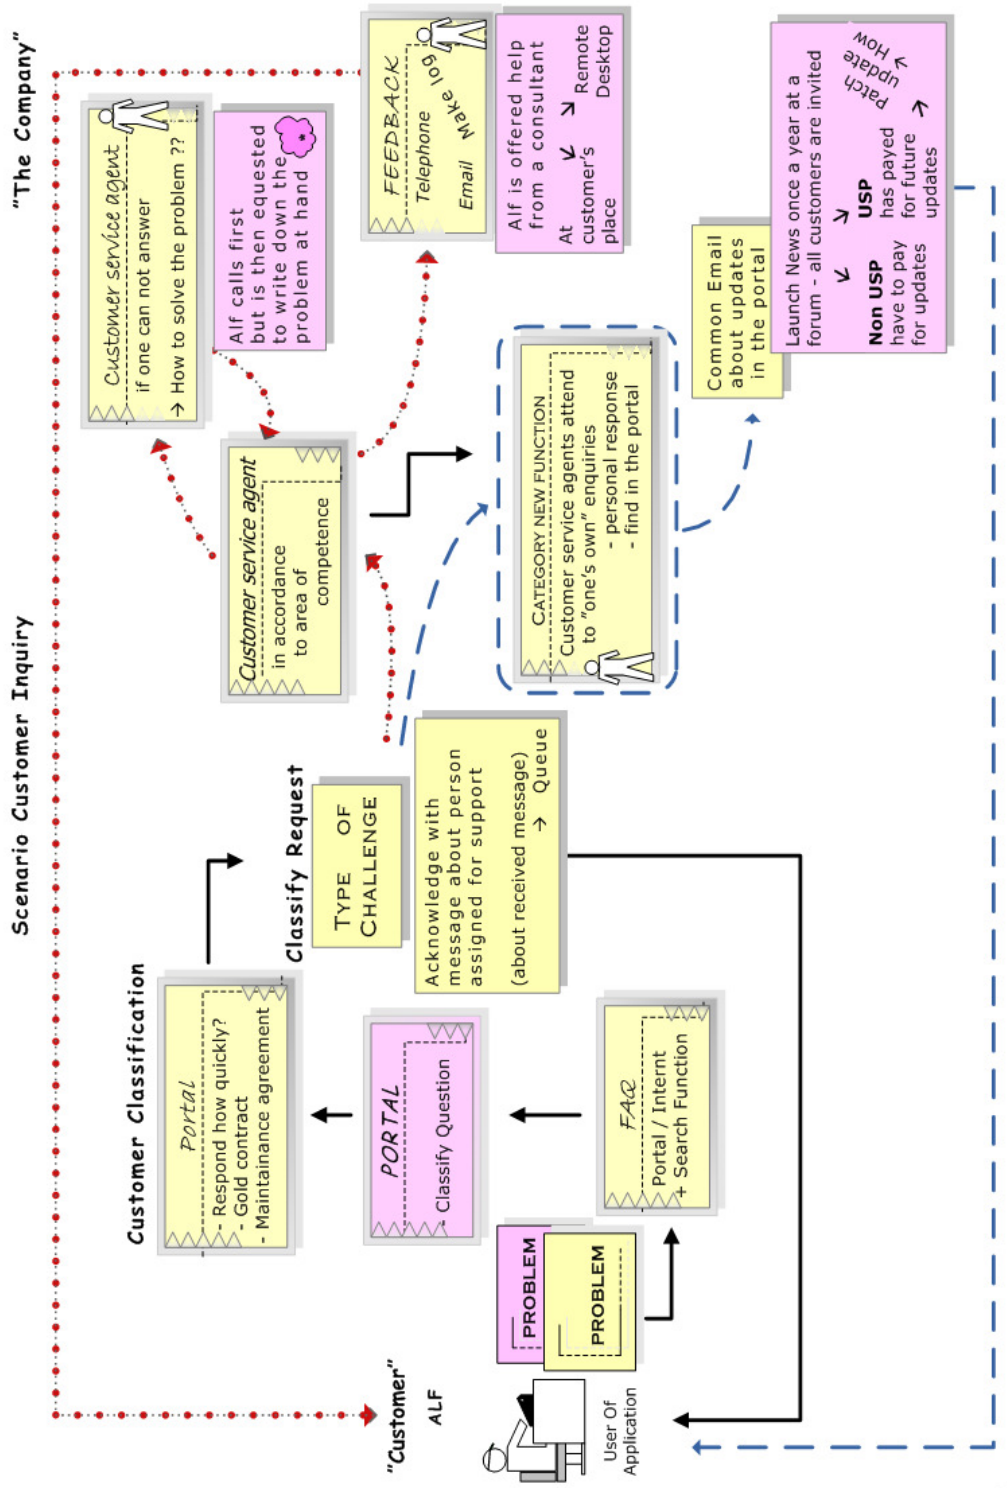 Scenario Customer Inquiry
"The Company"
"Customer"
ALF
User Of
Application
PROBLEM
PROBLEM
FAQ
Portal / Internt
+ Search Function
PORTAL
- Classify Question
Customer Classification
Portal
- Respond how quickly?
- Gold contract
- Maintainance agreement
Classify Request
TYPE OF
CHALLENGE
Acknowledge with
message about person
assigned for support
(about received message)
→ Queue
Customer service agent
in accordance
to area of
competence
Customer service agent
if one can not answer
→ How to solve the problem ??
Alf calls first
but is then equested
to write down the
problem at hand
FEEDBACK
Telephone
Email Make log
Alf is offered help
from a consultant
At
customer's
place
Remote
Desktop
CATEGORY NEW FUNCTION
Customer service agents attend
to "one's own" enquiries
- personal response
- find in the portal
Common Email
about updates
in the portal
Launch News once a year at a
forum - all customers are invited
Non USP
have to pay
for updates
USP
has payed
for future
updates
Patch
update
→ How